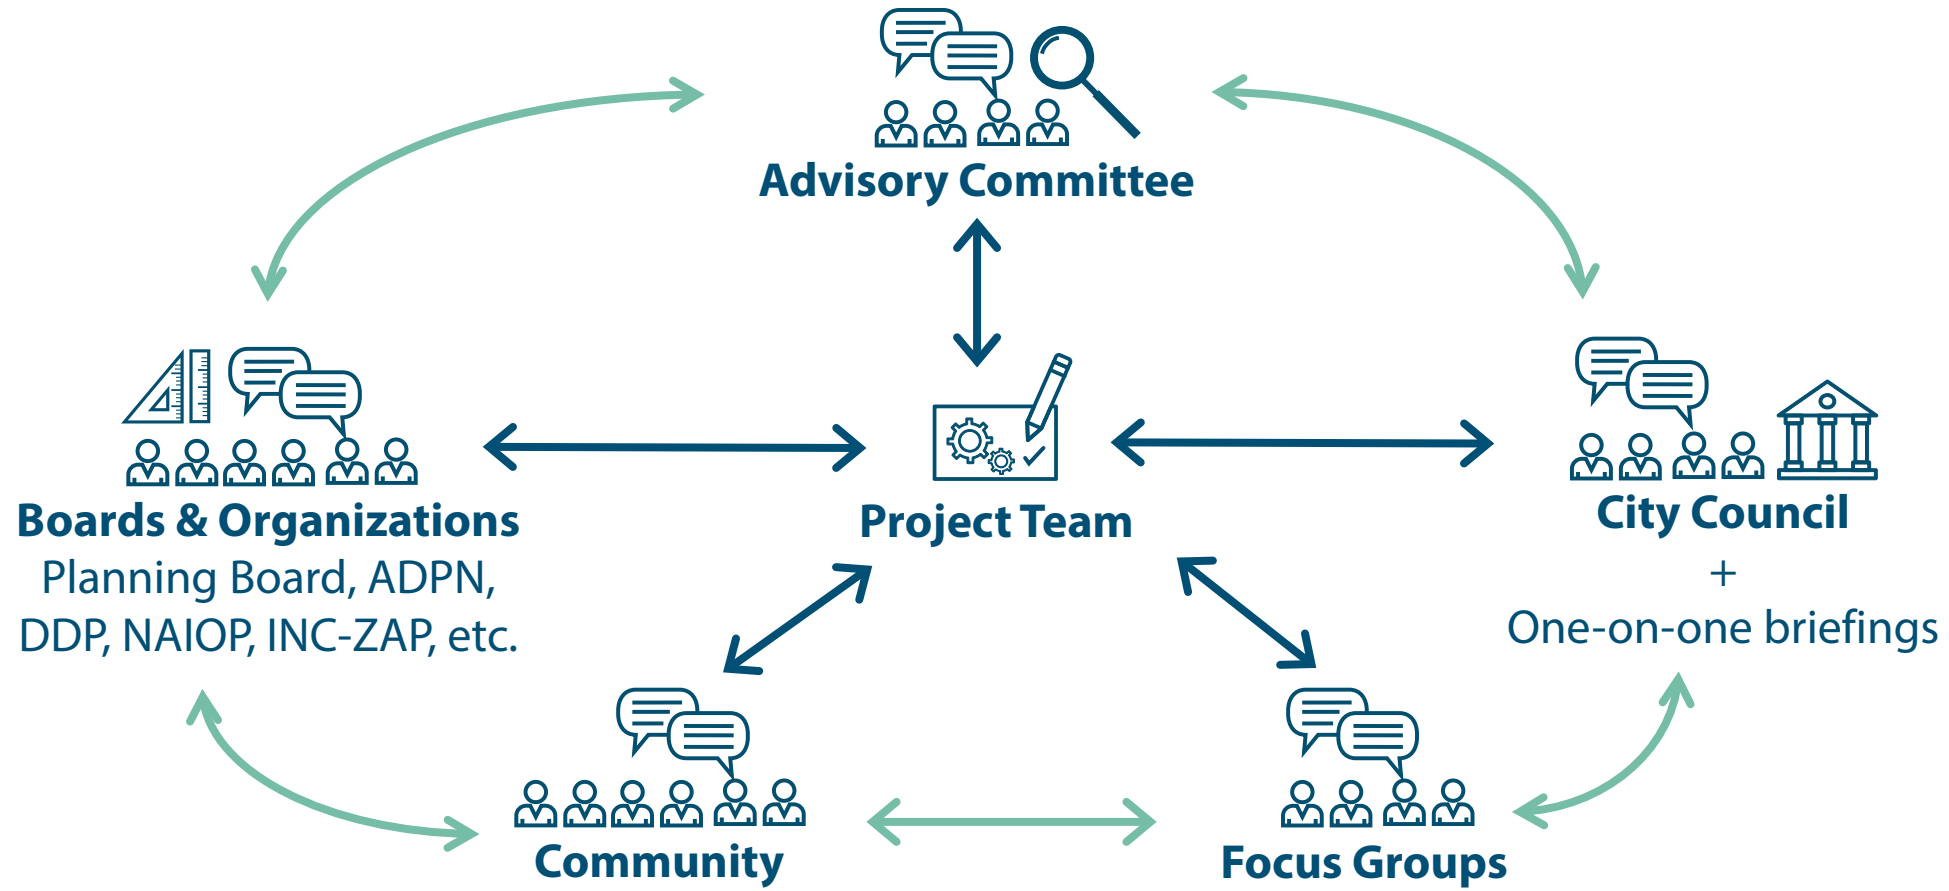 Advisory Committee
Boards & Organizations
Planning Board, ADPN,
DDP, NAIOP, INC-ZAP, etc.
Project Team
City Council
+
One-on-one briefings
Community
Focus Groups